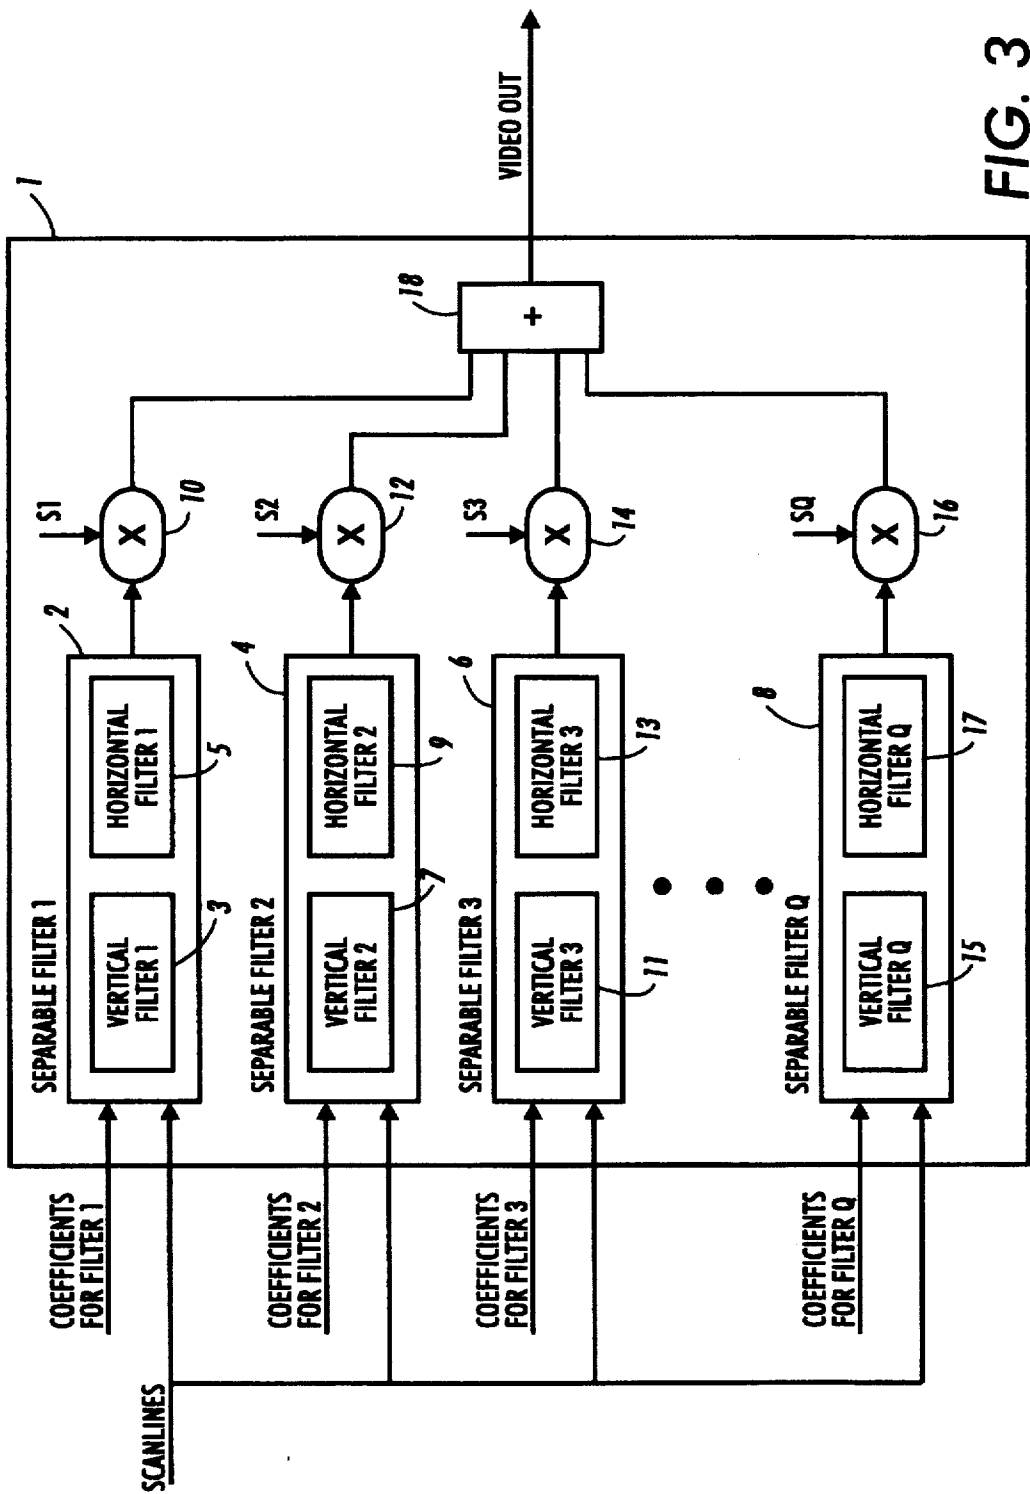 1
SEPARABLE FILTER 1
2
COEFFICIENTS
FOR FILTER 1
VERTICAL
FILTER 1
3
HORIZONTAL
FILTER 1
5
S1
X
10
SCANLINES
SEPARABLE FILTER 2
4
COEFFICIENTS
FOR FILTER 2
VERTICAL
FILTER 2
7
HORIZONTAL
FILTER 2
9
S2
X
12
18
+
VIDEO OUT
SEPARABLE FILTER 3
6
COEFFICIENTS
FOR FILTER 3
VERTICAL
FILTER 3
11
HORIZONTAL
FILTER 3
13
S3
X
14
SEPARABLE FILTER Q
8
COEFFICIENTS
FOR FILTER Q
VERTICAL
FILTER Q
15
HORIZONTAL
FILTER Q
17
SQ
X
16
FIG. 3